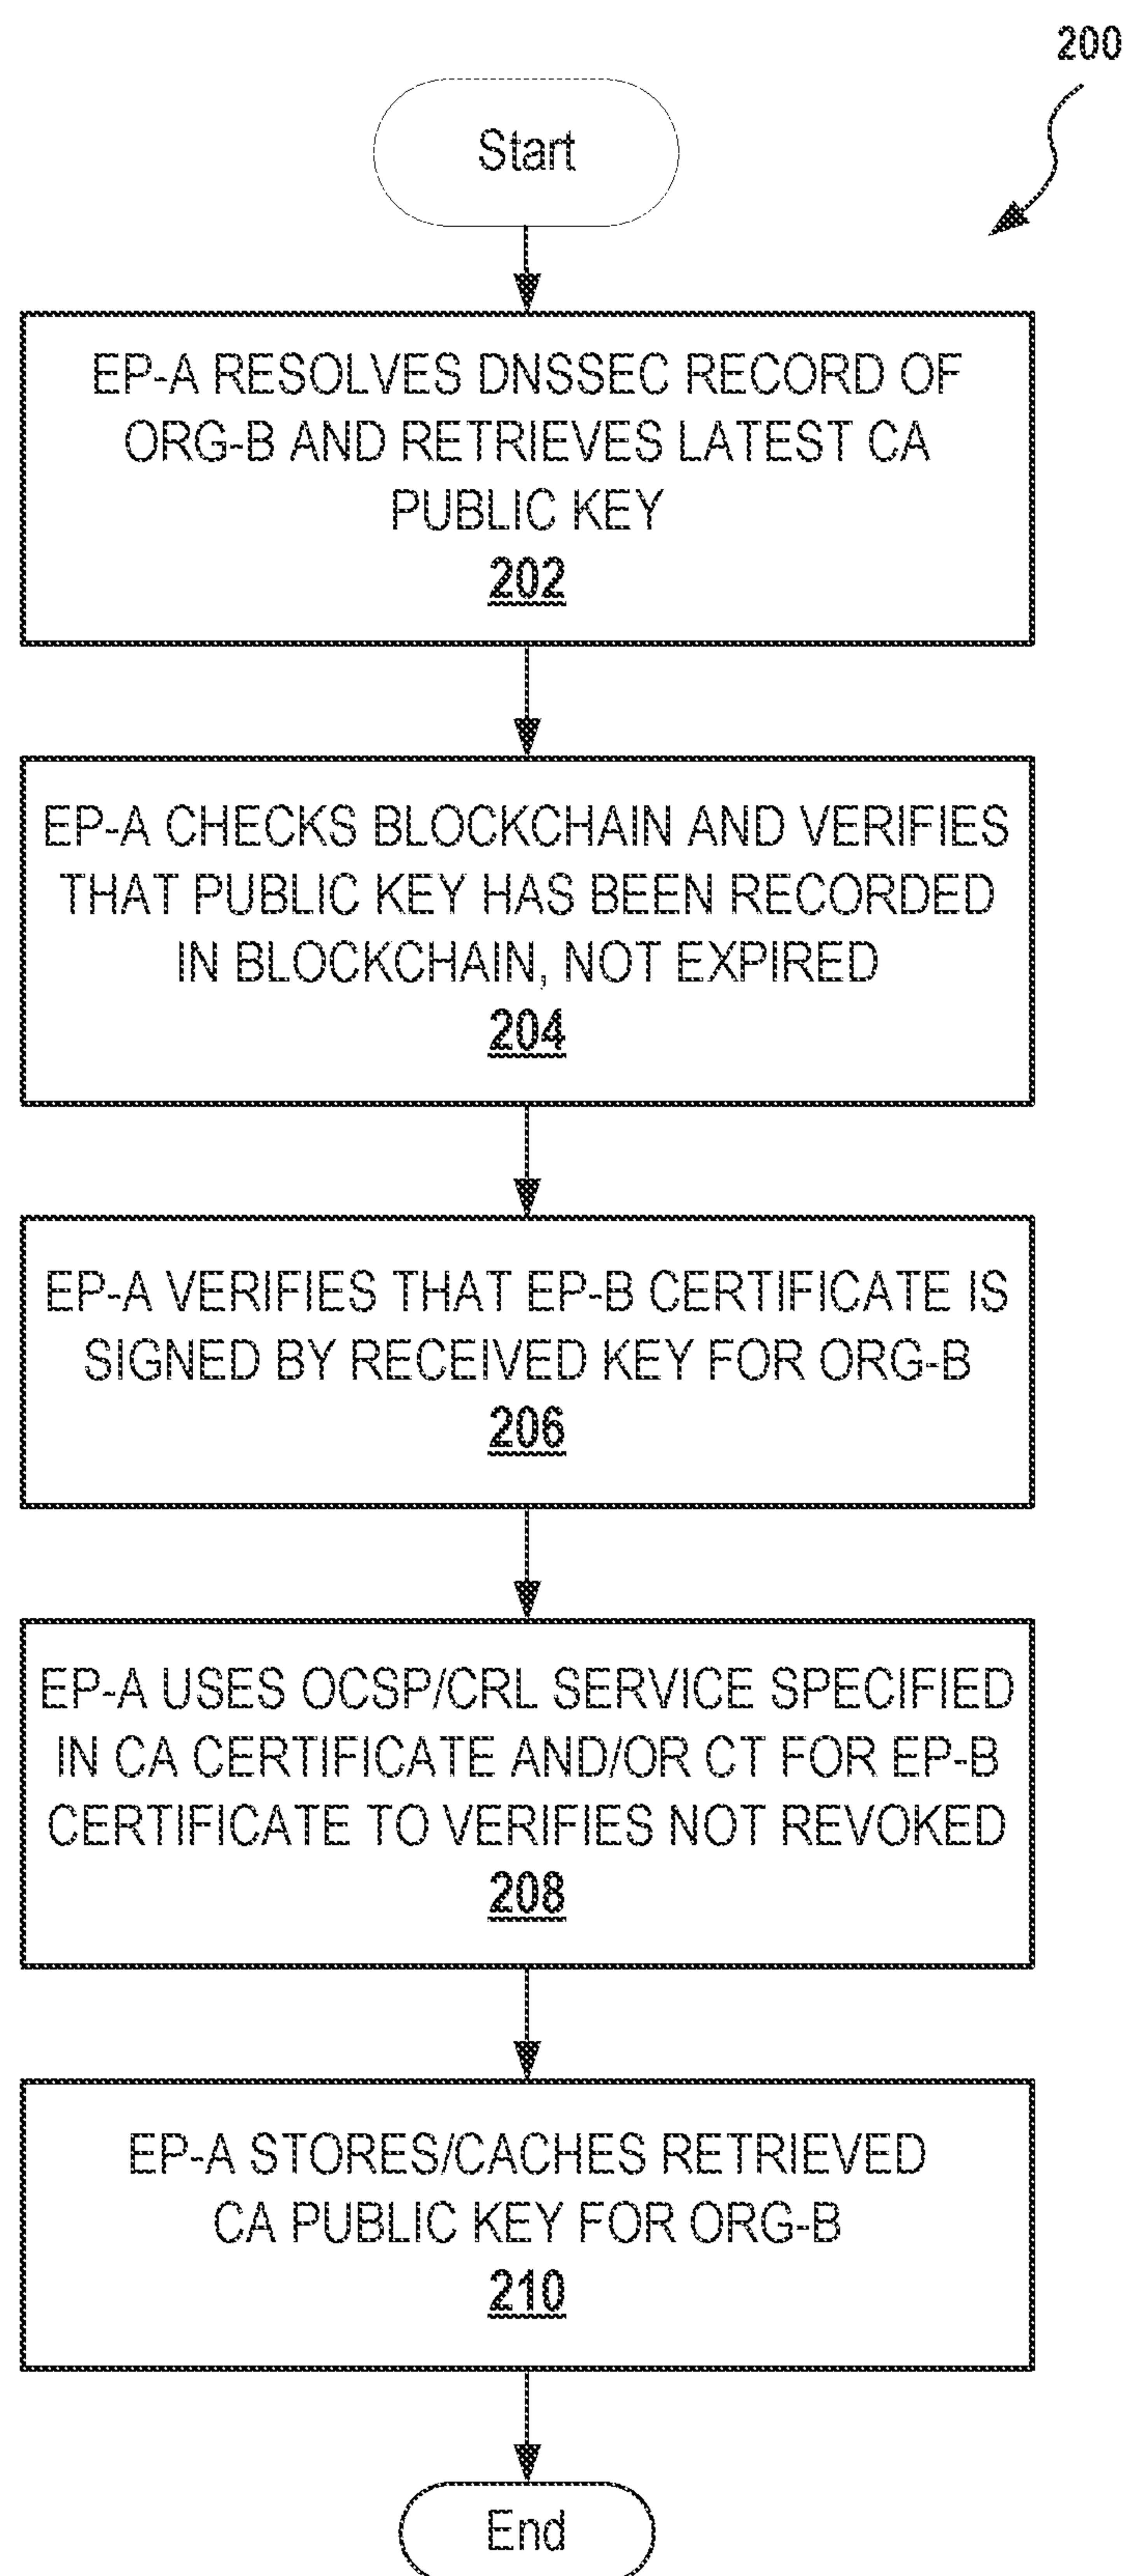 200
Start
EP-A RESOLVES DNSSEC RECORD OF
ORG-B AND RETRIEVES LATEST CA
PUBLIC KEY
202
EP-A CHECKS BLOCKCHAIN AND VERIFIES
THAT PUBLIC KEY HAS BEEN RECORDED
IN BLOCKCHAIN, NOT EXPIRED
204
EP-A VERIFIES THAT EP-B CERTIFICATE IS
SIGNED BY RECEIVED KEY FOR ORG-B
206
EP-A USES OCSP/CRL SERVICE SPECIFIED
IN CA CERTIFICATE AND/OR CT FOR EP-B
CERTIFICATE TO VERIFIES NOT REVOKED
208
EP-A STORES/CACHES RETRIEVED
CA PUBLIC KEY FOR ORG-B
210
End